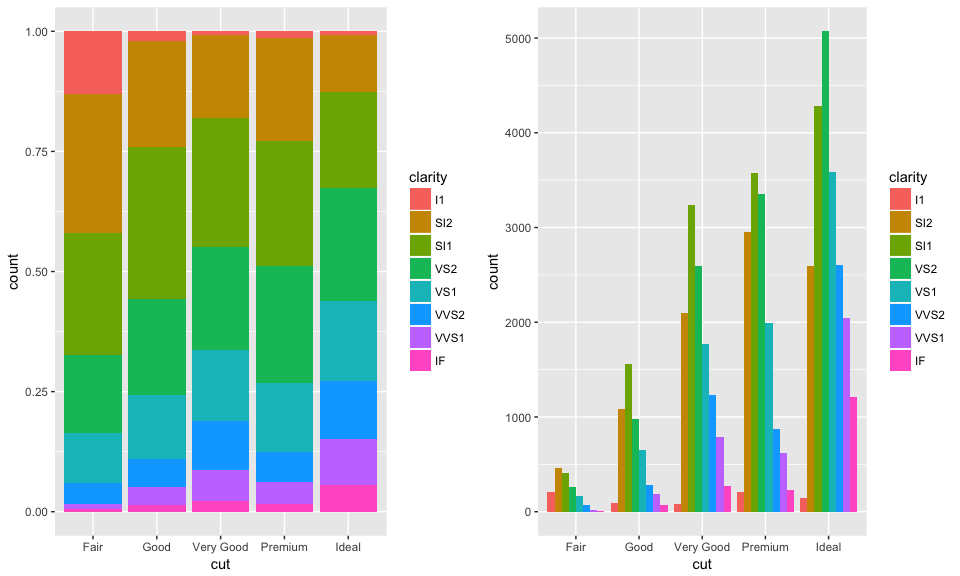 1.00
0.75
0.50
0.25
0.00
count
Fair Good Very Good Premium Ideal
cut
clarity
I1
SI2
SI1
VS2
VS1
VVS2
VVS1
IF
5000
4000
3000
2000
1000
0
count
Fair Good Very Good Premium Ideal
cut
clarity
I1
SI2
SI1
VS2
VS1
VVS2
VVS1
IF